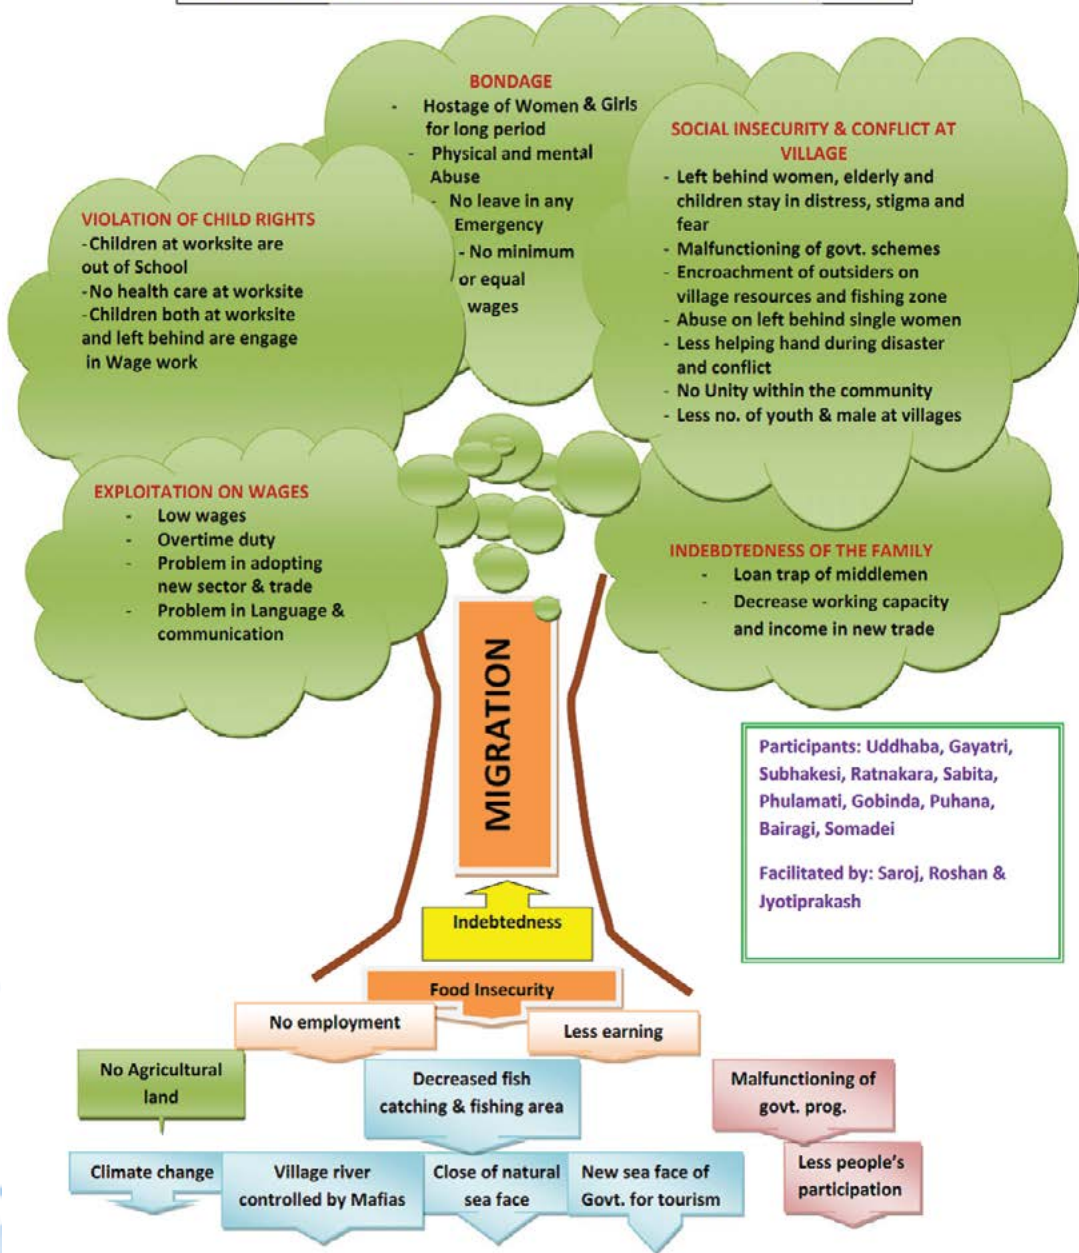 BONDAGE
- Hostage of Women & Girls
for long period
- Physical and mental
Abuse
- No leave in any
Emergency
- No minimum
or equal
wages
SOCIAL INSECURITY & CONFLICT AT
VILLAGE
- Left behind women, elderly and
children stay in distress, stigma and
fear
- Malfunctioning of govt. schemes
- Encroachment of outsiders on
village resources and fishing zone
- Abuse on left behind single women
- Less helping hand during disaster
and conflict
- No Unity within the community
- Less no. of youth & male at villages
VIOLATION OF CHILD RIGHTS
-Children at worksite are
out of School
-No health care at worksite
-Children both at worksite
and left behind are engage
in Wage work
EXPLOITATION ON WAGES
- Low wages
- Overtime duty
- Problem in adopting
new sector & trade
- Problem in Language &
communication
INDEBDTEDNESS OF THE FAMILY
- Loan trap of middlemen
- Decrease working capacity
and income in new trade
MIGRATION
Participants: Uddhaba, Gayatri,
Subhakesi, Ratnakara, Sabita,
Phulamati, Gobinda, Puhana,
Bairagi, Somadei
Facilitated by: Saroj, Roshan &
Jyotiprakash
Indebtedness
Food Insecurity
No employment
Less earning
No Agricultural
land
Decreased fish
catching & fishing area
Malfunctioning of
govt. prog.
Climate change
Village river
controlled by Mafias
Close of natural
sea face
New sea face of
Govt. for tourism
Less people's
participation